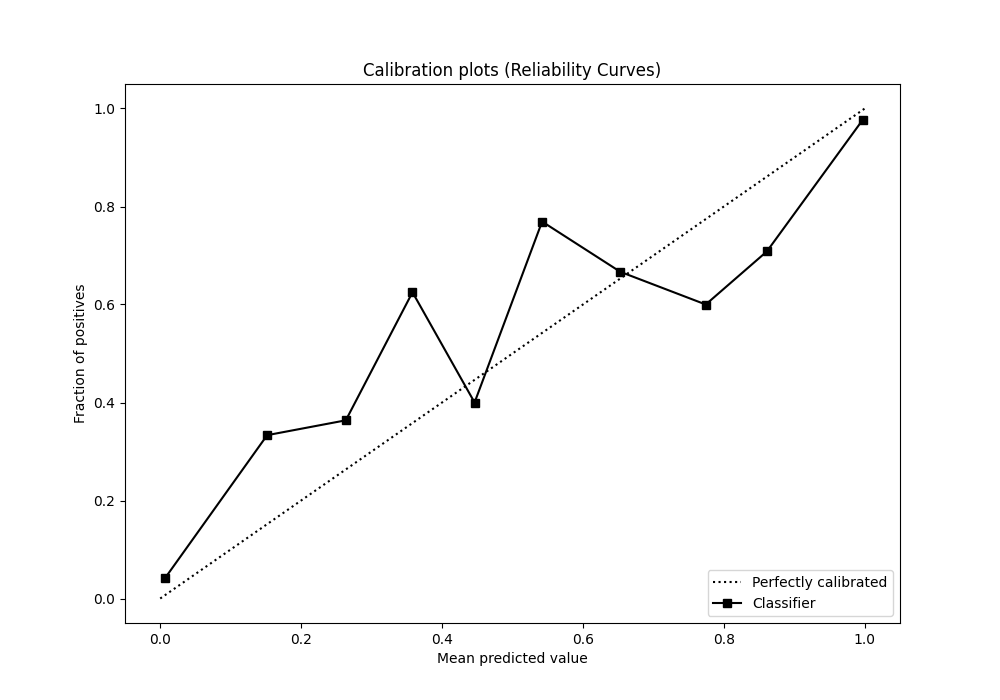 Calibration plots (Reliability Curves)
Fraction of positives
1.0
0.8
0.6
0.4
0.2
0.0
0.0 0.2 0.4 0.6 0.8 1.0
Mean predicted value
Perfectly calibrated
Classifier